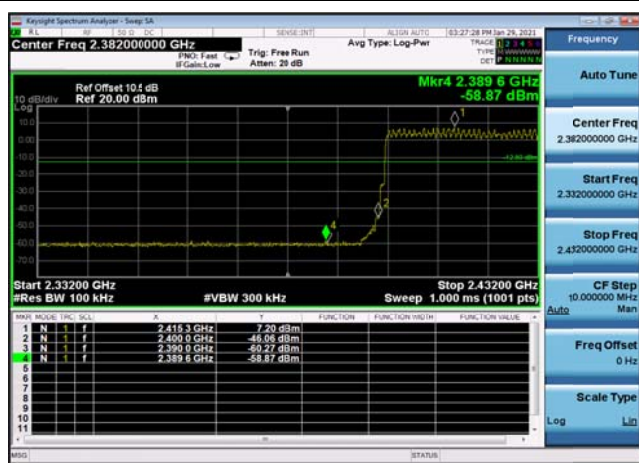 Keysight Spectrum Analyzer - Swept SA
RL RF 50 Ω DC SENSE:INT ALIGN AUTO 03:27:28 PM Jan 29, 2021
Center Freq 2.382000000 GHz
PNO: Fast
IFGain:Low
Trig: Free Run
Atten: 20 dB
Avg Type: Log-Pwr
TRACE 1 2 3 4 5 6
TYPE
DET P N N N N N
Ref Offset 10.5 dB
Ref 20.00 dBm
10 dB/div
Log
Mkr4 2.389 6 GHz
-58.87 dBm
10.0
0.00
-10.0
-20.0
-30.0
-40.0
-50.0
-60.0
-70.0
1
2
4
Start 2.33200 GHz
Stop 2.43200 GHz
#Res BW 100 kHz
#VBW 300 kHz
Sweep 1.000 ms (1001 pts)
MKR MODE TRC SCL X Y FUNCTION FUNCTION WIDTH FUNCTION VALUE
1 N 1 f 2.415 3 GHz 7.20 dBm
2 N 1 f 2.400 0 GHz -46.06 dBm
3 N 1 f 2.390 0 GHz -60.27 dBm
4 N 1 f 2.389 6 GHz -58.87 dBm
5
6
7
8
9
10
11
MSG
STATUS
Frequency
Auto Tune
Center Freq
2.382000000 GHz
Start Freq
2.332000000 GHz
Stop Freq
2.432000000 GHz
CF Step
10.000000 MHz
Auto Man
Freq Offset
0 Hz
Scale Type
Log Lin